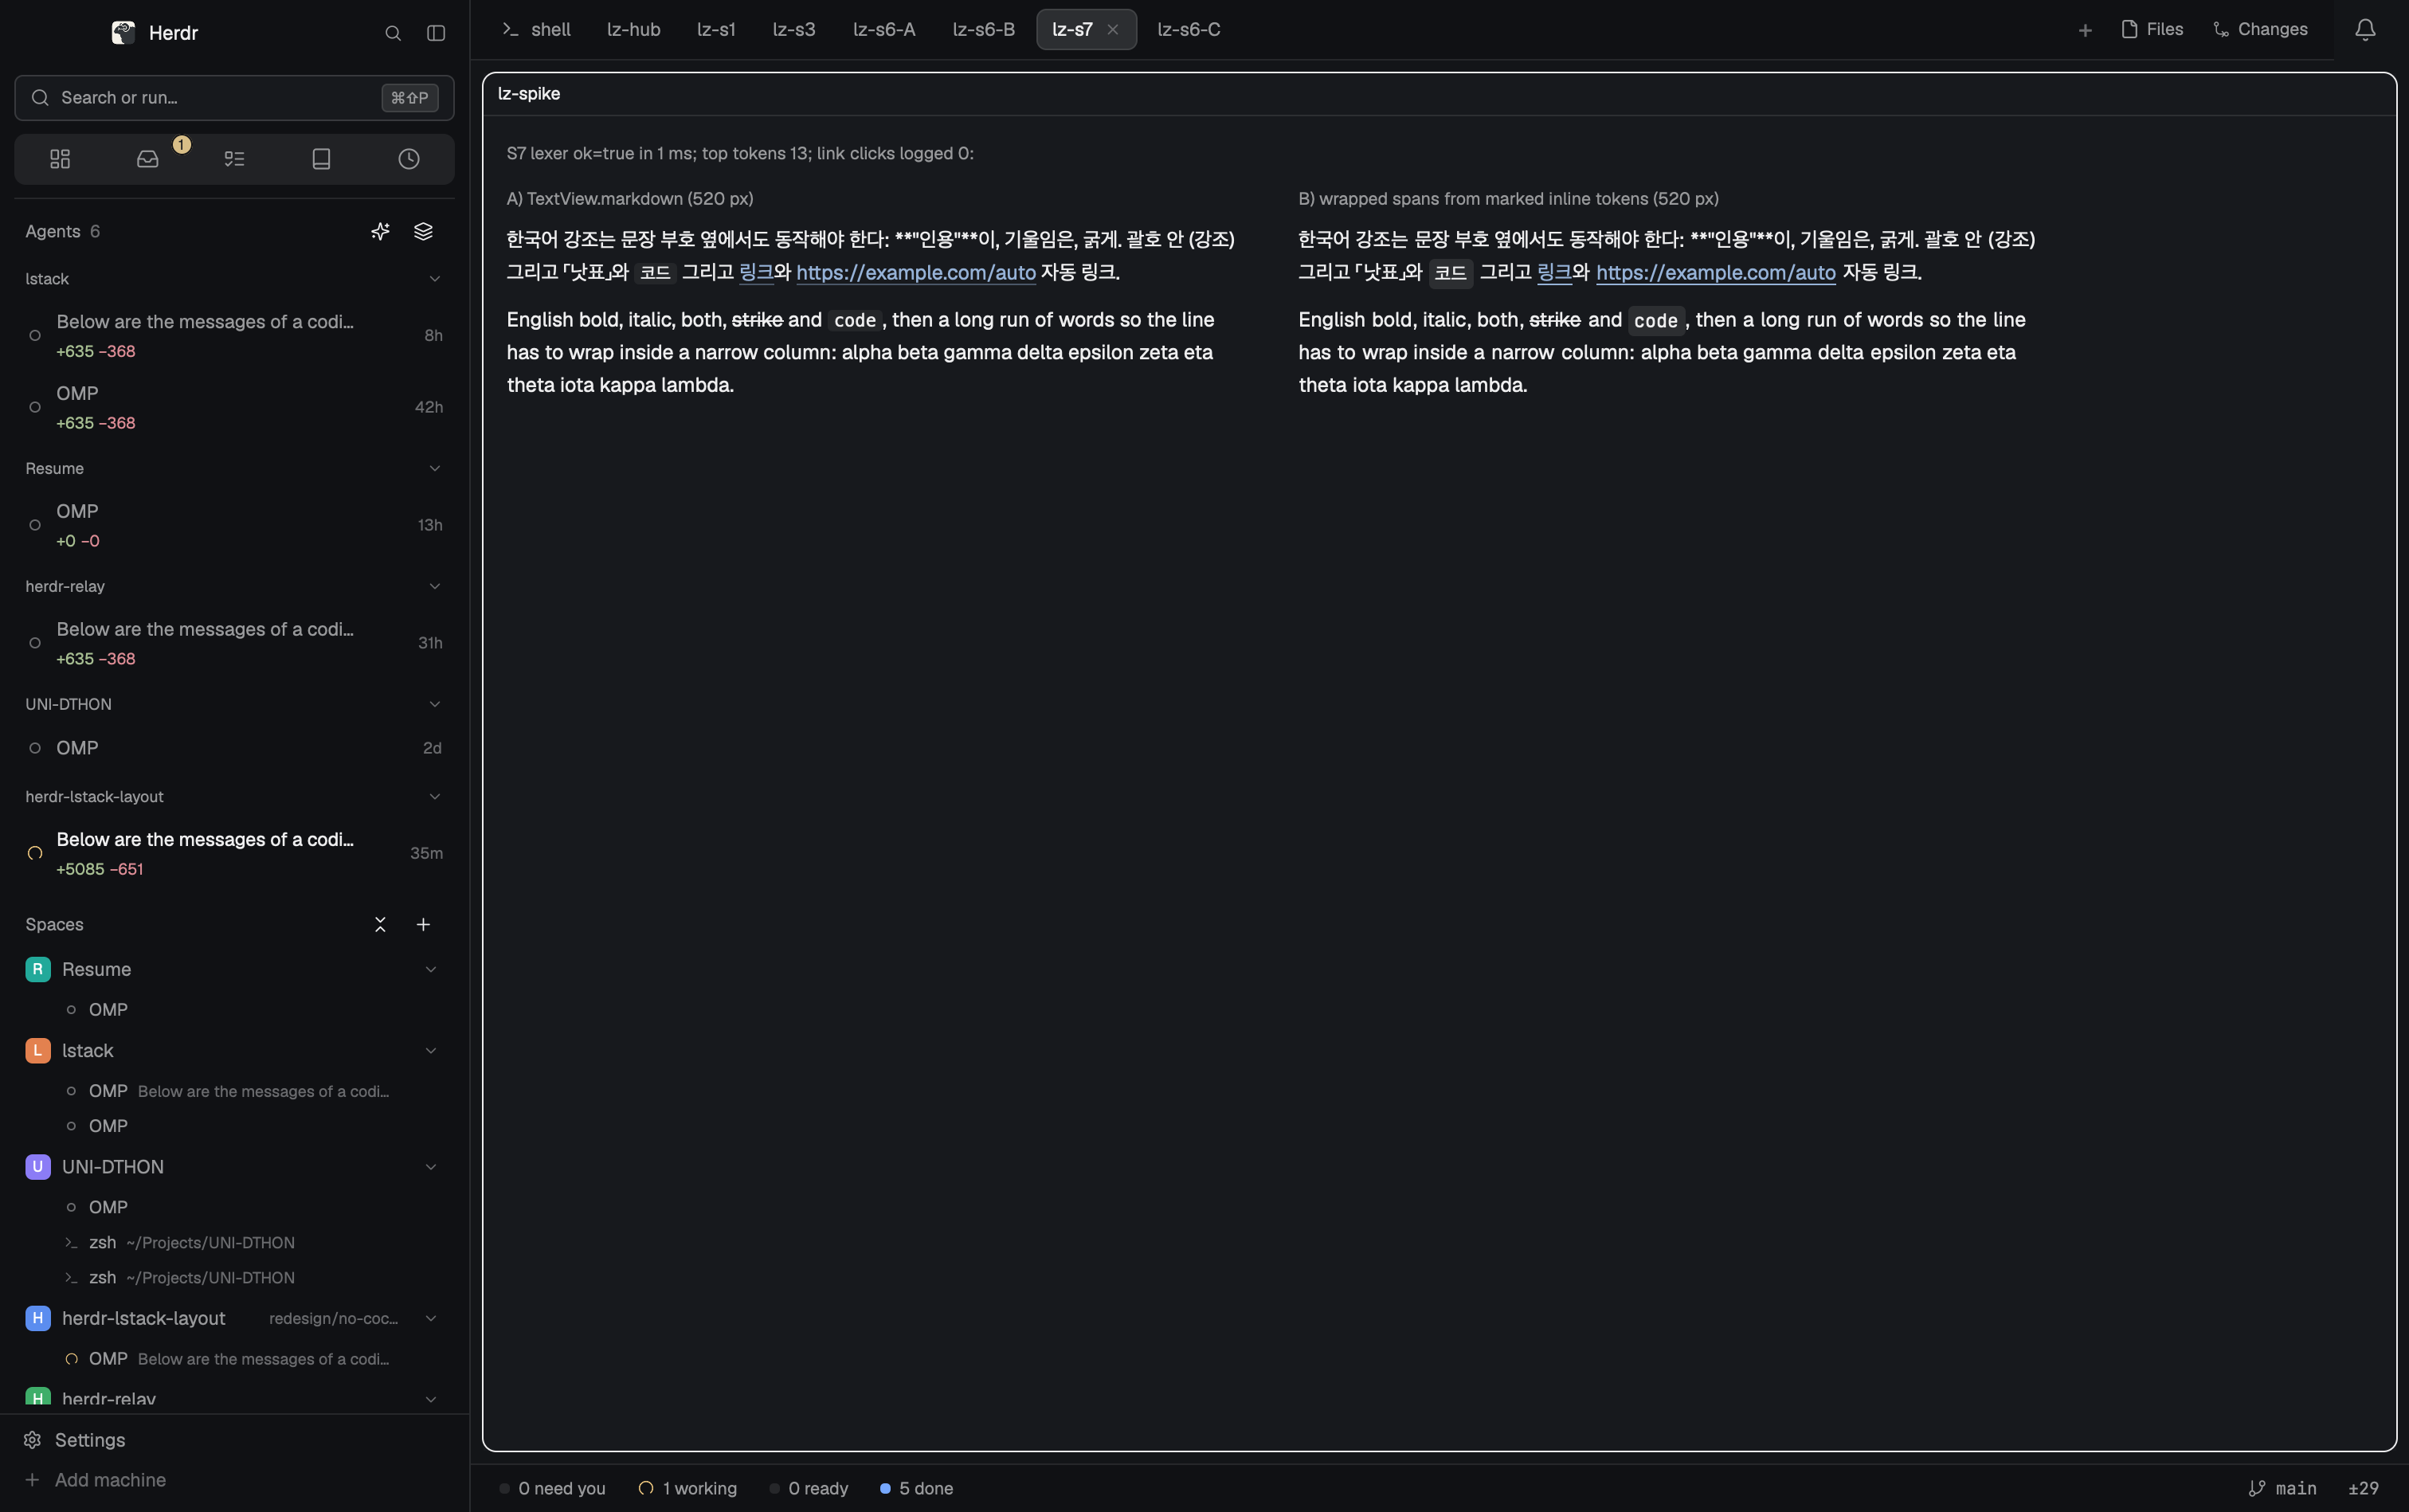 Herdr
Search or run...
⌘⇧P
1
Agents 6
lstack
Below are the messages of a codi...
+635 −368
8h
OMP
+635 −368
42h
Resume
OMP
+0 −0
13h
herdr-relay
Below are the messages of a codi...
+635 −368
31h
UNI-DTHON
OMP
2d
herdr-lstack-layout
Below are the messages of a codi...
+5085 −651
35m
Spaces
R Resume
OMP
L lstack
OMP Below are the messages of a codi...
OMP
U UNI-DTHON
OMP
zsh ~/Projects/UNI-DTHON
zsh ~/Projects/UNI-DTHON
H herdr-lstack-layout redesign/no-coc...
OMP Below are the messages of a codi...
H herdr-relay
Settings
Add machine
shell lz-hub lz-s1 lz-s3 lz-s6-A lz-s6-B lz-s7 lz-s6-C
Files Changes
lz-spike
S7 lexer ok=true in 1 ms; top tokens 13; link clicks logged 0:
A) TextView.markdown (520 px)
한국어 강조는 문장 부호 옆에서도 동작해야 한다: **"인용"**이, 기울임은, 굵게. 괄호 안 (강조)
그리고 「낫표」와 코드 그리고 링크와 https://example.com/auto 자동 링크.
English bold, italic, both, strike and code, then a long run of words so the line
has to wrap inside a narrow column: alpha beta gamma delta epsilon zeta eta
theta iota kappa lambda.
B) wrapped spans from marked inline tokens (520 px)
한국어 강조는 문장 부호 옆에서도 동작해야 한다: **"인용"**이, 기울임은, 굵게. 괄호 안 (강조)
그리고 「낫표」와 코드 그리고 링크와 https://example.com/auto 자동 링크.
English bold, italic, both, strike and code, then a long run of words so the line
has to wrap inside a narrow column: alpha beta gamma delta epsilon zeta eta
theta iota kappa lambda.
0 need you 1 working 0 ready 5 done
main ±29